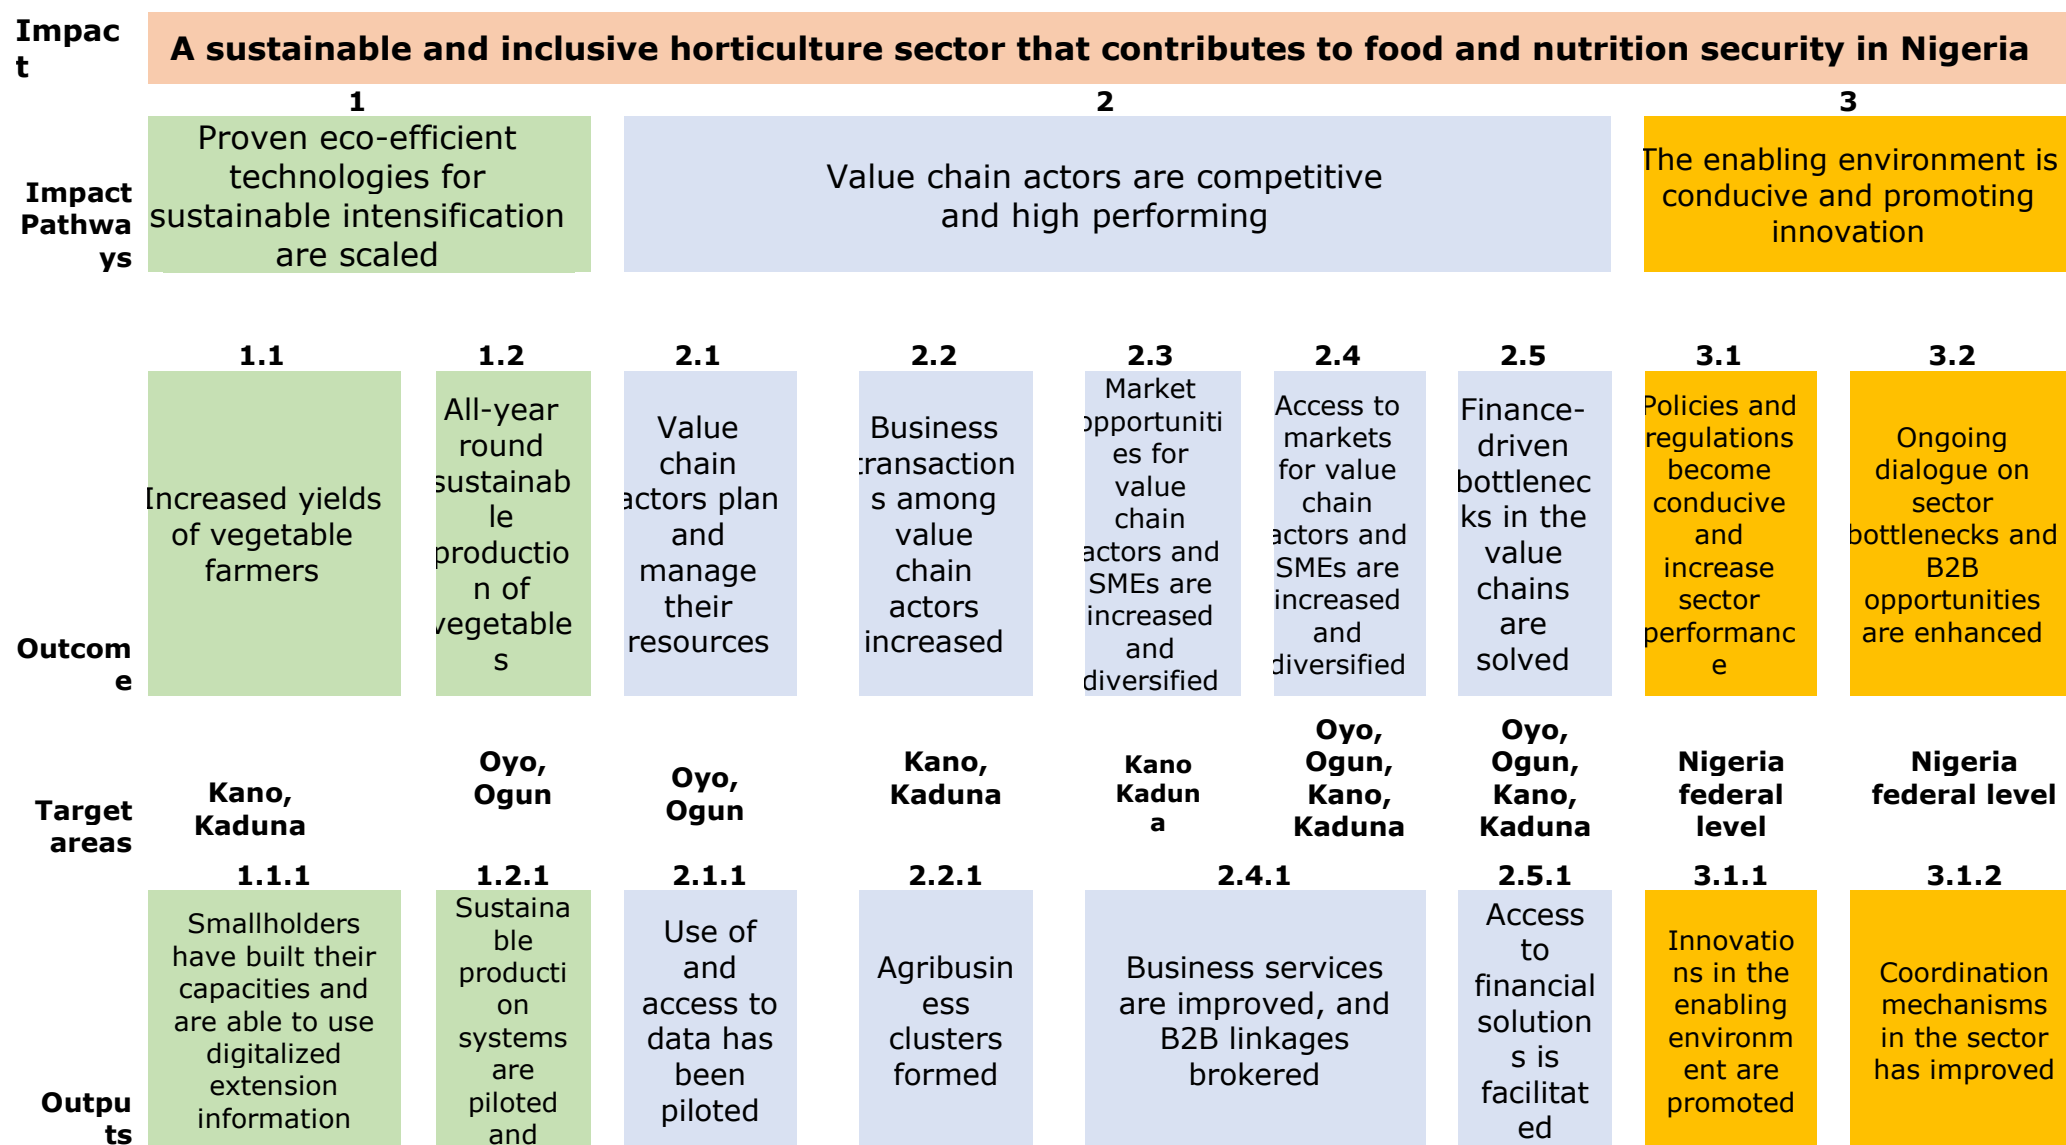 Impac
t
A sustainable and inclusive horticulture sector that contributes to food and nutrition security in Nigeria
1
2
3
Impact
Pathwa
ys
Proven eco-efficient
technologies for
sustainable intensification
are scaled
Value chain actors are competitive
and high performing
The enabling environment is
conducive and promoting
innovation
1.1
1.2
2.1
2.2
2.3
2.4
2.5
3.1
3.2
Outcom
e
Increased yields
of vegetable
farmers
All-year
round
sustainab
le
productio
n of
vegetable
s
Value
chain
actors plan
and
manage
their
resources
Business
transaction
s among
value
chain
actors
increased
Market
opportuniti
es for
value
chain
actors and
SMEs are
increased
and
diversified
Access to
markets
for value
chain
actors and
SMEs are
increased
and
diversified
Finance-
driven
bottlenec
ks in the
value
chains
are
solved
Policies and
regulations
become
conducive
and
increase
sector
performanc
e
Ongoing
dialogue on
sector
bottlenecks and
B2B
opportunities
are enhanced
Target
areas
Kano,
Kaduna
Oyo,
Ogun
Oyo,
Ogun
Kano,
Kaduna
Kano
Kadun
a
Oyo,
Ogun,
Kano,
Kaduna
Oyo,
Ogun,
Kano,
Kaduna
Nigeria
federal
level
Nigeria
federal level
1.1.1
1.2.1
2.1.1
2.2.1
2.4.1
2.5.1
3.1.1
3.1.2
Outpu
ts
Smallholders
have built their
capacities and
are able to use
digitalized
extension
information
Sustaina
ble
producti
on
systems
are
piloted
and
Use of
and
access to
data has
been
piloted
Agribusin
ess
clusters
formed
Business services
are improved, and
B2B linkages
brokered
Access
to
financial
solution
s is
facilitat
ed
Innovatio
ns in the
enabling
environm
ent are
promoted
Coordination
mechanisms
in the sector
has improved